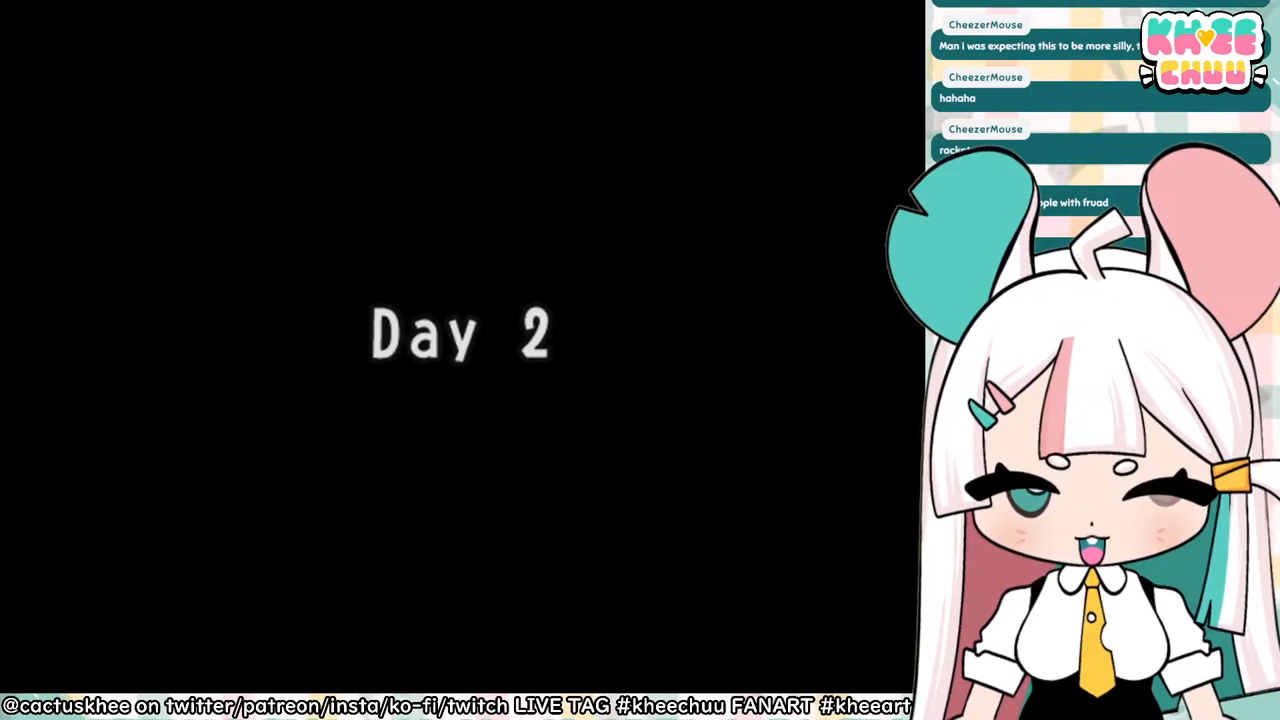 Day 2
CheezerMouse
Man i was expecting this to be more silly,
CheezerMouse
hahaha
CheezerMouse
with fruad
KHEE
CHUU
@cactuskhee on twitter/patreon/insta/ko-fi/twitch LIVE TAG #kheechuu FANART #kheeart